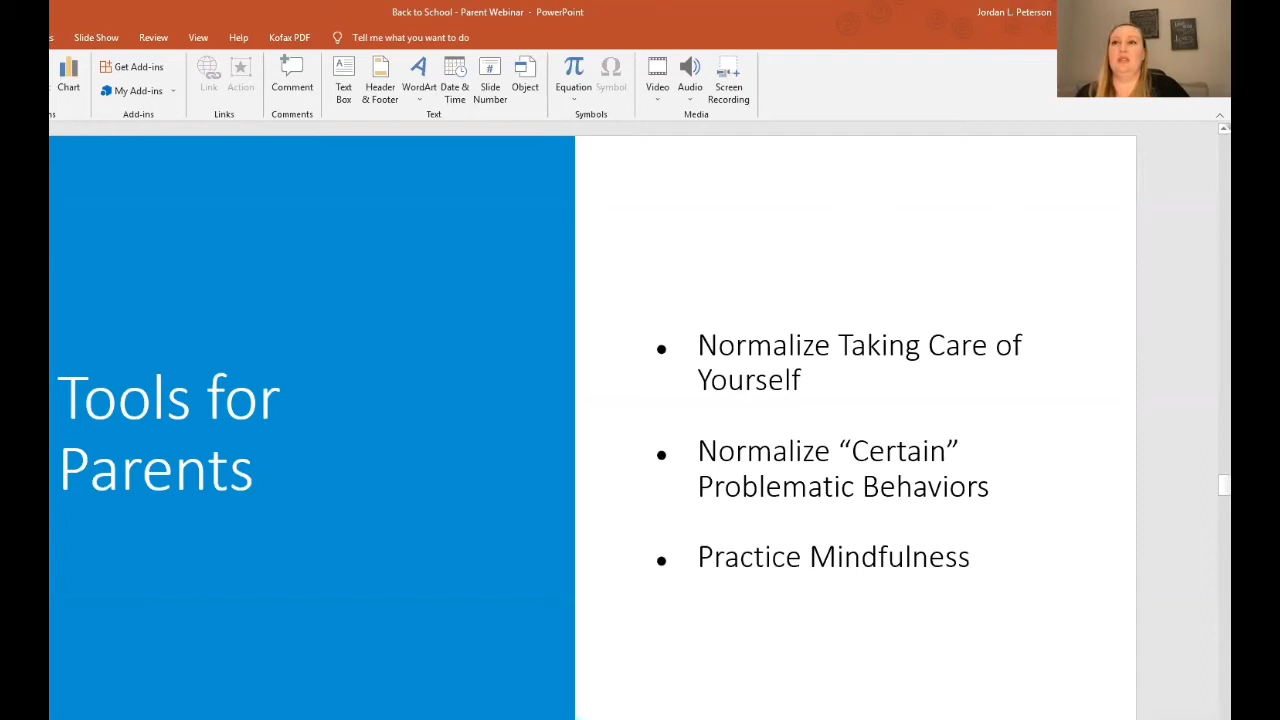 Back to School - Parent Webinar - PowerPoint
Jordan L. Peterson
Slide Show Review View Help Kofax PDF Tell me what you want to do
Chart
Get Add-ins
My Add-ins
Add-ins
Link
Action
Links
Comment
Comments
Text
Box
Header
& Footer
WordArt
Date &
Time
Slide
Number
Object
Text
Equation
Symbol
Symbols
Video
Audio
Screen
Recording
Media
Tools for
Parents
• Normalize Taking Care of
Yourself
• Normalize “Certain”
Problematic Behaviors
• Practice Mindfulness